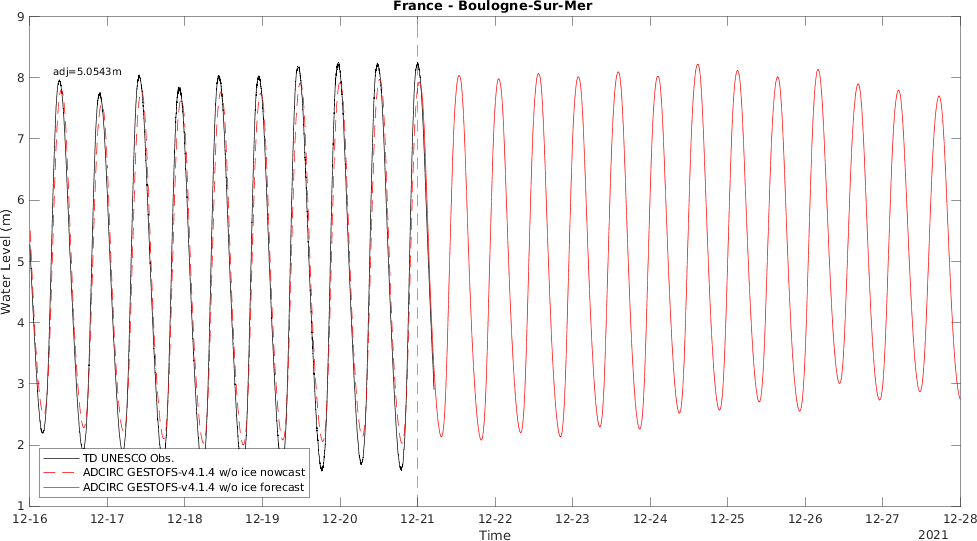 France - Boulogne-Sur-Mer
adj=5.0543m
9
8
7
6
5
4
3
2
1
Water Level (m)
TD UNESCO Obs.
ADCIRC GESTOFS-v4.1.4 w/o ice nowcast
ADCIRC GESTOFS-v4.1.4 w/o ice forecast
12-16 12-17 12-18 12-19 12-20 12-21 12-22 12-23 12-24 12-25 12-26 12-27 12-28
Time
2021